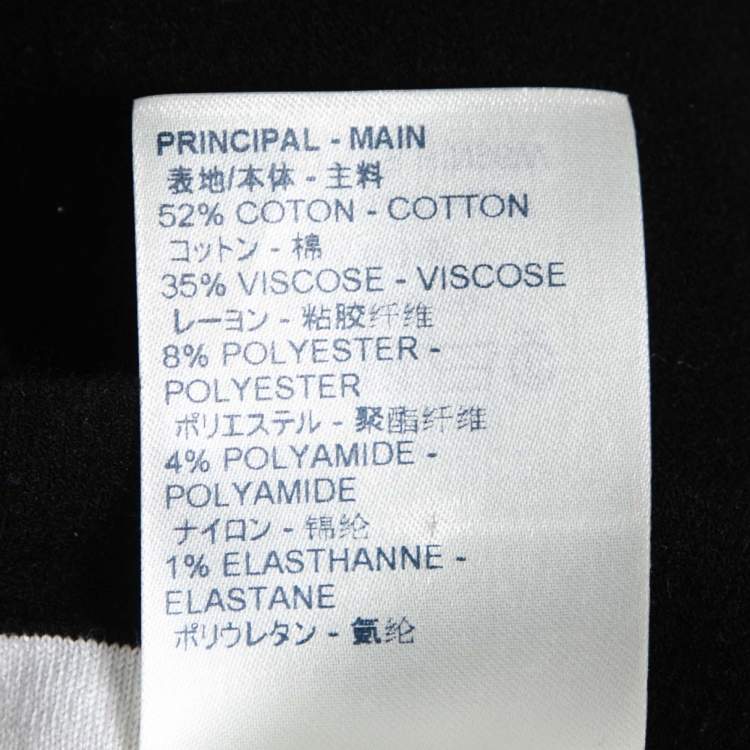 PRINCIPAL - MAIN
表地/本体 - 主料
52% COTON - COTTON
コットン - 棉
35% VISCOSE - VISCOSE
レーヨン - 粘胶纤维
8% POLYESTER -
POLYESTER
ポリエステル - 聚酯纤维
4% POLYAMIDE -
POLYAMIDE
ナイロン - 锦纶
1% ELASTHANNE -
ELASTANE
ポリウレタン - 氨纶